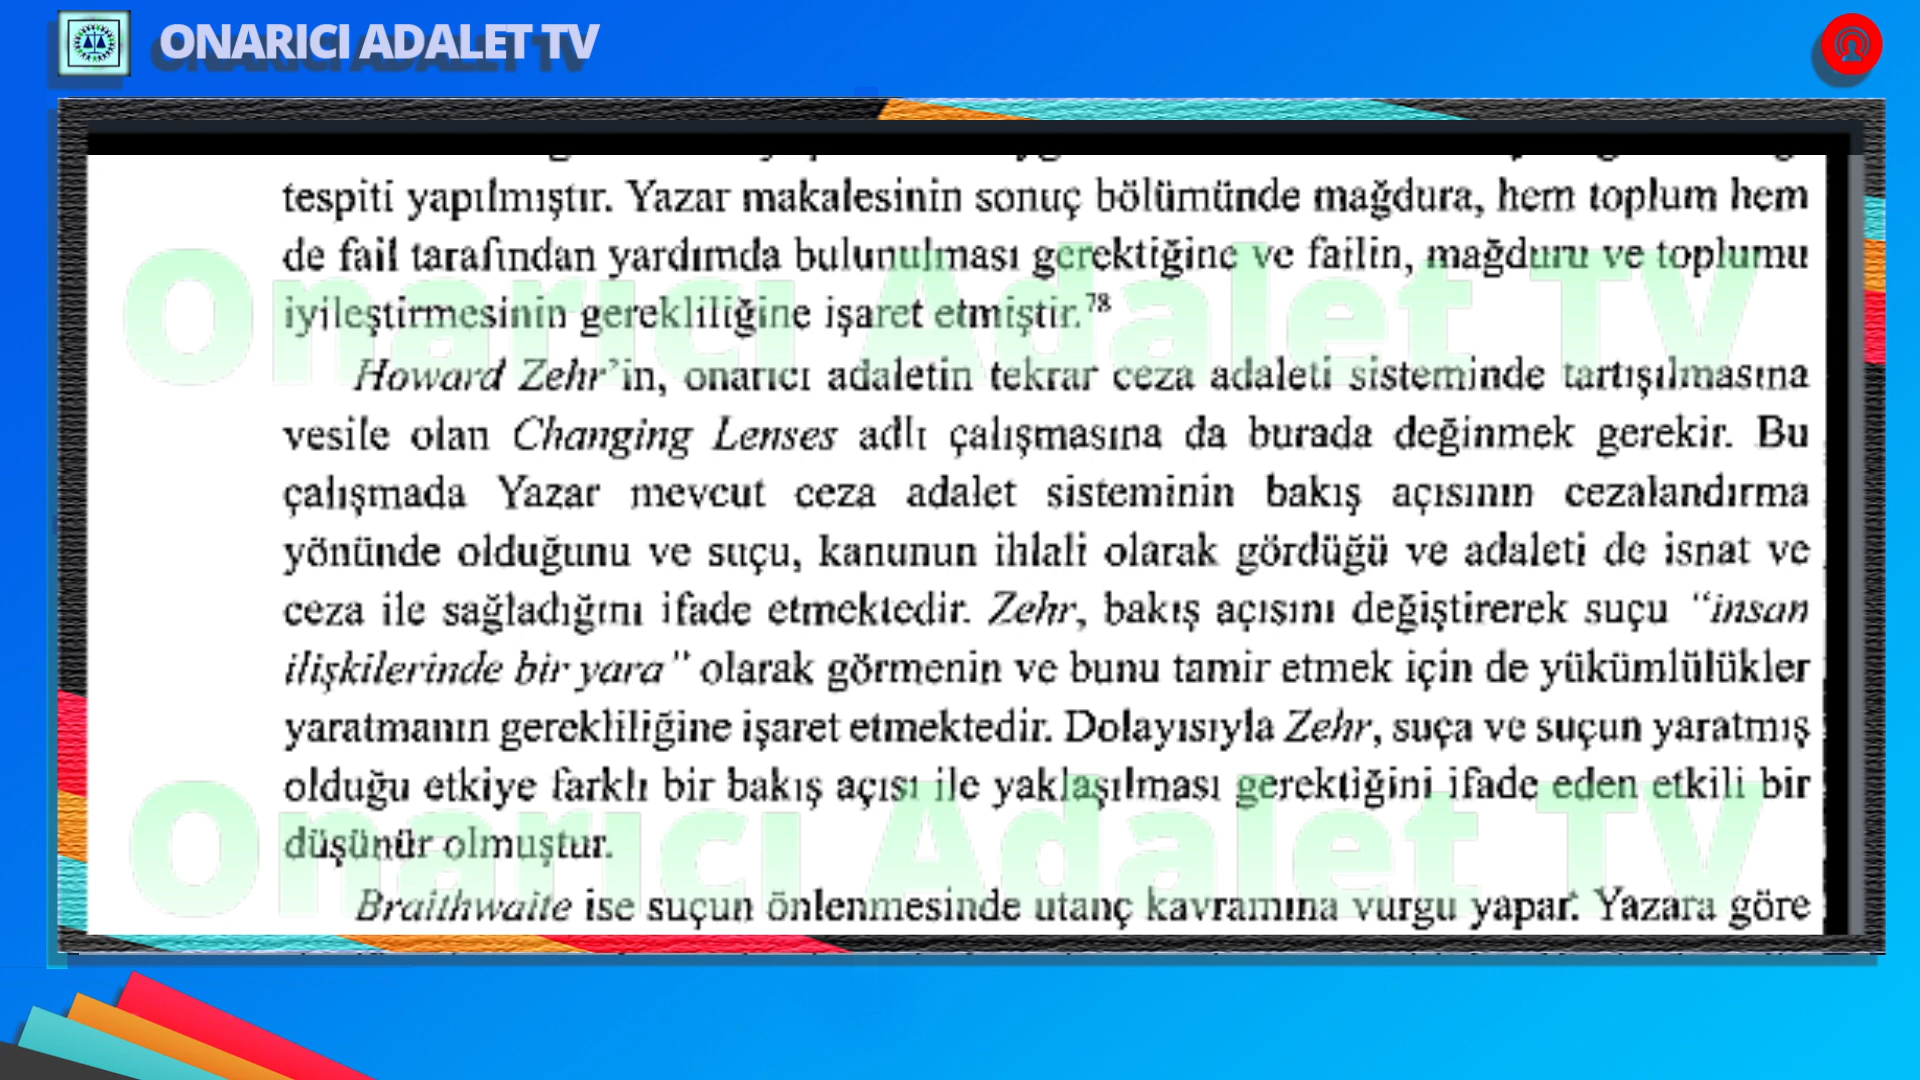 ONARICI ADALET TV
tespiti yapılmıştır. Yazar makalesinin sonuç bölümünde mağdura, hem toplum hem
de fail tarafından yardımda bulunulması gerektiğine ve failin, mağduru ve toplumu
iyileştirmesinin gerekliliğine işaret etmiştir.78
Howard Zehr’in, onarıcı adaletin tekrar ceza adaleti sisteminde tartışılmasına
vesile olan Changing Lenses adlı çalışmasına da burada değinmek gerekir. Bu
çalışmada Yazar mevcut ceza adalet sisteminin bakış açısının cezalandırma
yönünde olduğunu ve suçu, kanunun ihlali olarak gördüğü ve adaleti de isnat ve
ceza ile sağladığını ifade etmektedir. Zehr, bakış açısını değiştirerek suçu “insan
ilişkilerinde bir yara” olarak görmenin ve bunu tamir etmek için de yükümlülükler
yaratmanın gerekliliğine işaret etmektedir. Dolayısıyla Zehr, suça ve suçun yaratmış
olduğu etkiye farklı bir bakış açısı ile yaklaşılması gerektiğini ifade eden etkili bir
düşünür olmuştur.
Braithwaite ise suçun önlenmesinde utanç kavramına vurgu yapar. Yazara göre
Onarıcı Adalet TV
Onarıcı Adalet TV